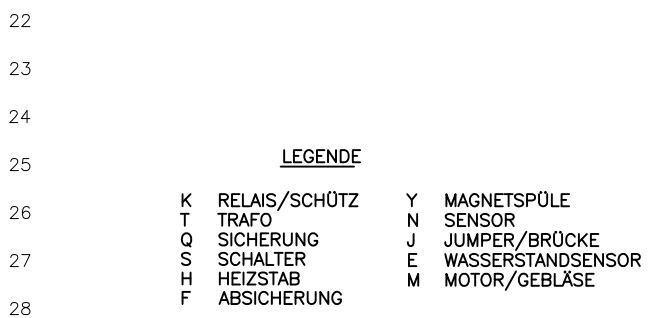 22
23
24
25
LEGENDE
K RELAIS/SCHÜTZ Y MAGNETSPÜLE
26
T TRAFO N SENSOR
Q SICHERUNG J JUMPER/BRÜCKE
27
S SCHALTER E WASSERSTANDSENSOR
H HEIZSTAB M MOTOR/GEBLÄSE
F ABSICHERUNG
28